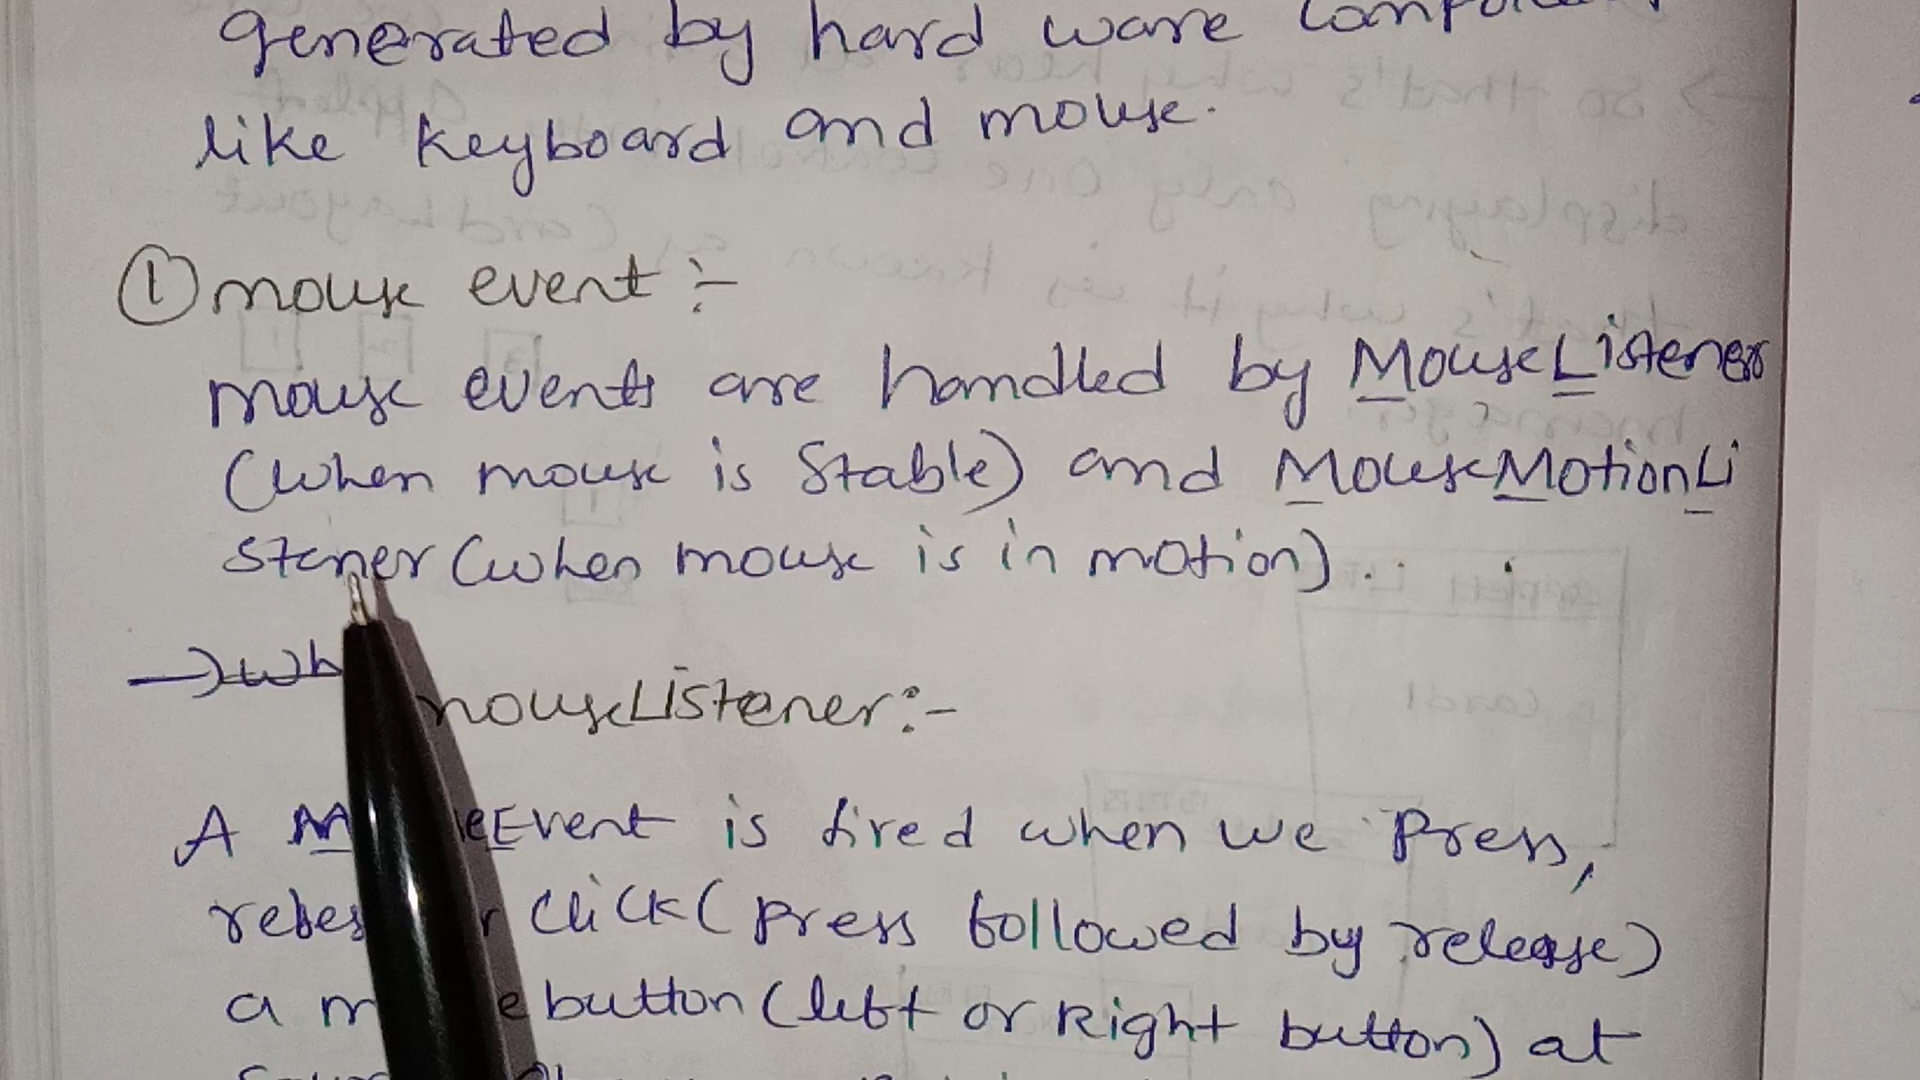 generated by hard ware
like keyboard and mouse.
① mouse event :-
mouse events are handled by MouseListener
(when mouse is stable) and MouseMotionLi
stener (when mouse is in motion).
→
mouseListener:-
A Event is fired when we Press,
click (press followed by release)
a button (left or Right button) at